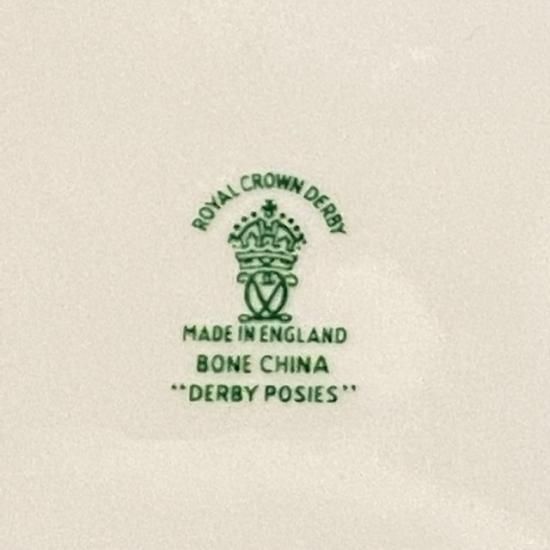 ROYAL CROWN DERBY
MADE IN ENGLAND
BONE CHINA
"DERBY POSIES"